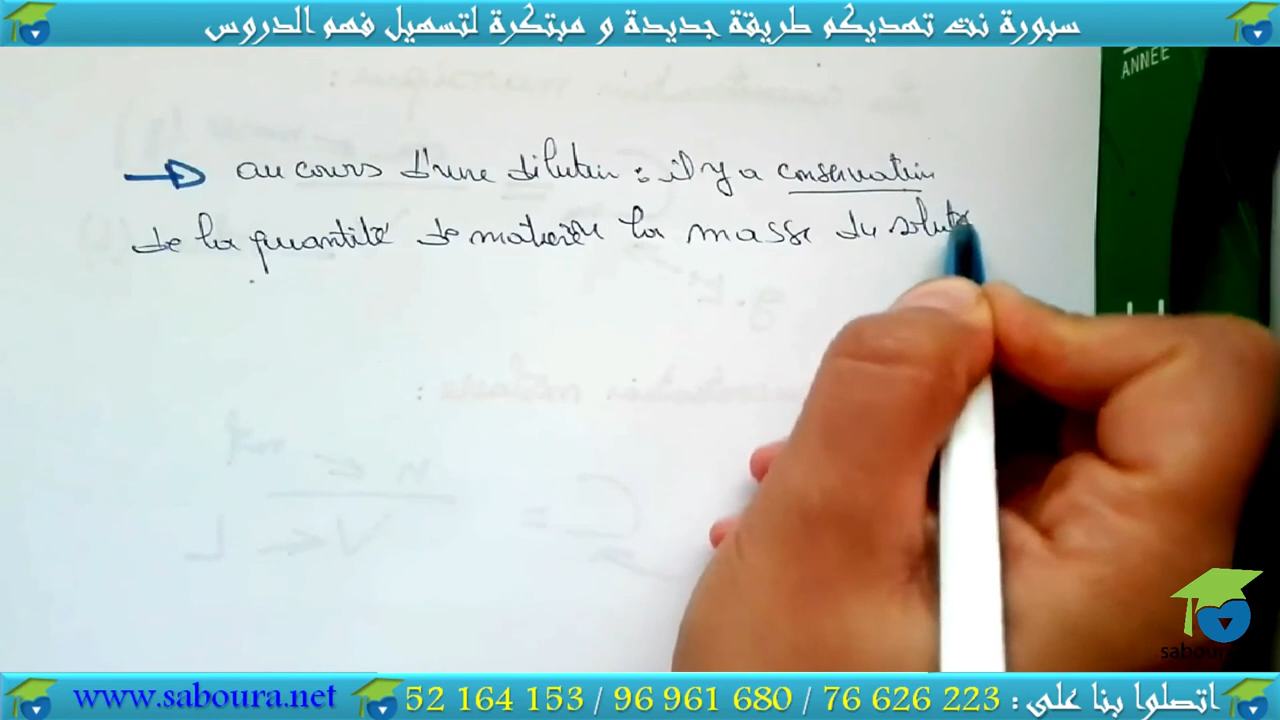 سبورة نت تهديكم طريقة جديدة و مبتكرة لتسهيل فهم الدروس
ANNÉE
au cours d'une dilution : il y a conservation
de la quantité de matière la masse du soluté
saboura
www.saboura.net 52 164 153 / 96 961 680 / 76 626 223 : اتصلوا بنا على